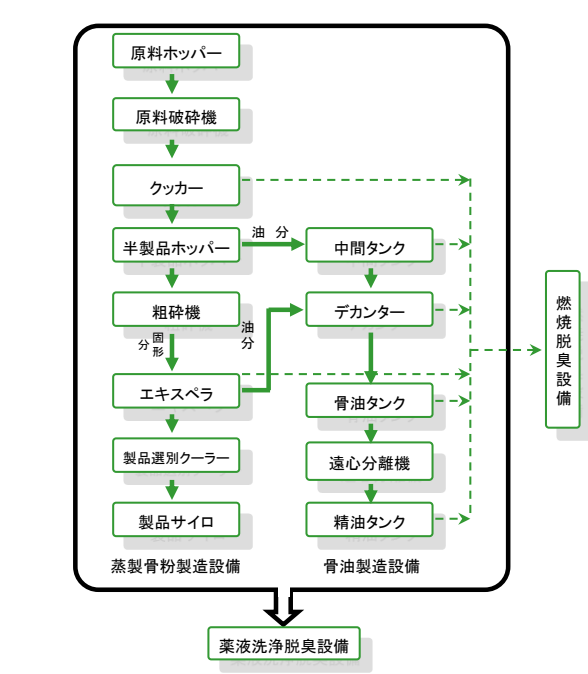 原料ホッパー
原料破砕機
クッカー
半製品ホッパー
油 分
中間タンク
粗砕機
デカンター
固形
分
油分
エキスペラ
骨油タンク
製品選別クーラー
遠心分離機
製品サイロ
精油タンク
蒸製骨粉製造設備
骨油製造設備
燃焼脱臭設備
薬液洗浄脱臭設備